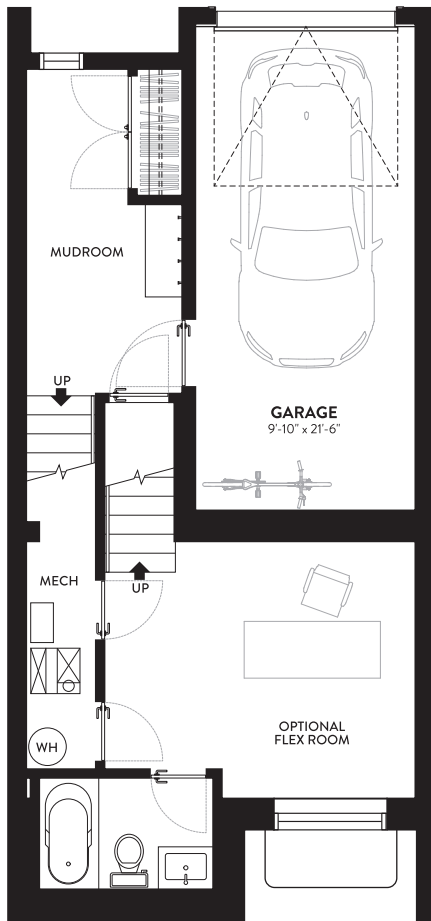 MUDROOM
UP
GARAGE
9'-10" x 21'-6"
MECH
UP
OPTIONAL
FLEX ROOM
WH